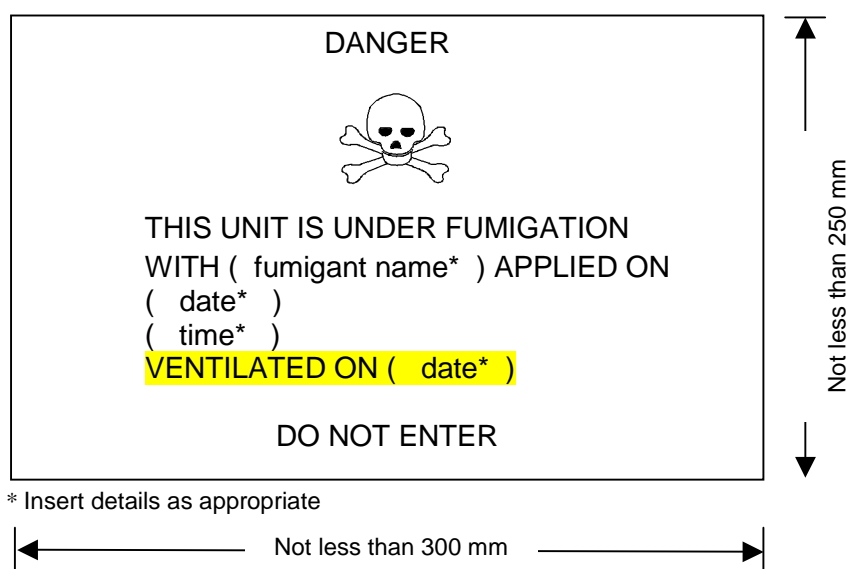 DANGER
THIS UNIT IS UNDER FUMIGATION
WITH ( fumigant name* ) APPLIED ON
( date* )
( time* )
VENTILATED ON ( date* )
DO NOT ENTER
* Insert details as appropriate
Not less than 300 mm
Not less than 250 mm